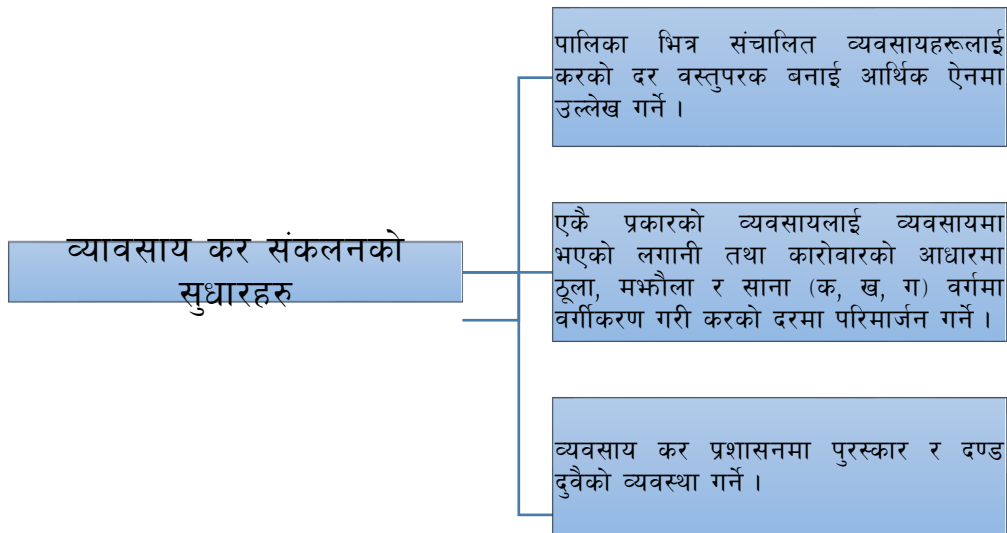 व्यावसाय कर संकलनको
सुधारहरु
पालिका भित्र संचालित व्यवसायहरूलाई
करको दर वस्तुपरक बनाई आर्थिक ऐनमा
उल्लेख गर्ने ।
एकै प्रकारको व्यवसायलाई व्यवसायमा
भएको लगानी तथा कारोवारको आधारमा
ठूला, मझौला र साना (क, ख, ग) वर्गमा
वर्गीकरण गरी करको दरमा परिमार्जन गर्ने ।
व्यवसाय कर प्रशासनमा पुरस्कार र दण्ड
दुवैको व्यवस्था गर्ने ।